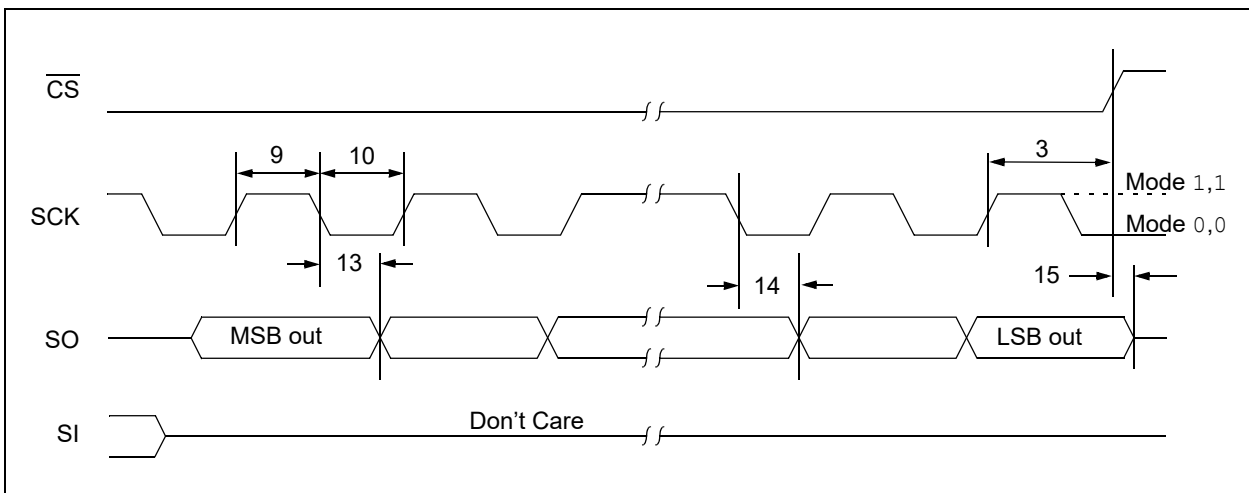 CS
9
10
3
Mode 1,1
SCK
Mode 0,0
13
14
15
SO
MSB out
LSB out
SI
Don't Care